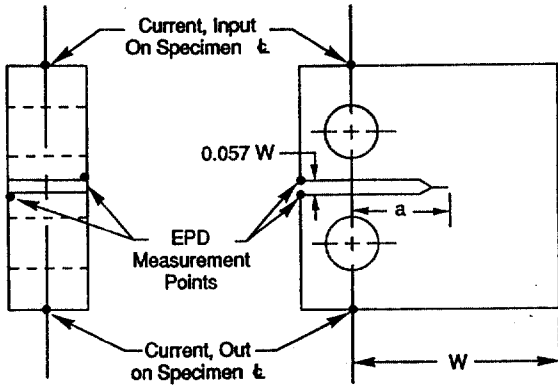 Current, Input
On Specimen ℄
0.057 W
a
EPD
Measurement
Points
Current, Out
on Specimen ℄
W